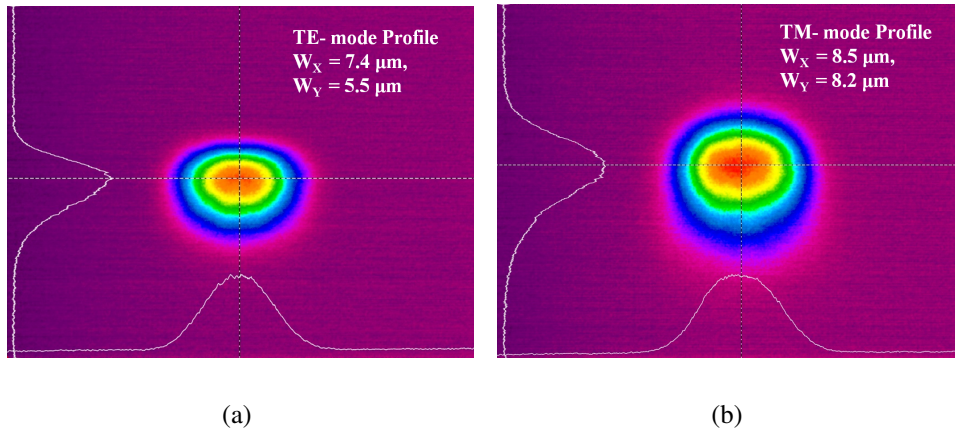 TE- mode Profile
W_X = 7.4 μm,
W_Y = 5.5 μm
TM- mode Profile
W_X = 8.5 μm,
W_Y = 8.2 μm
(a)
(b)